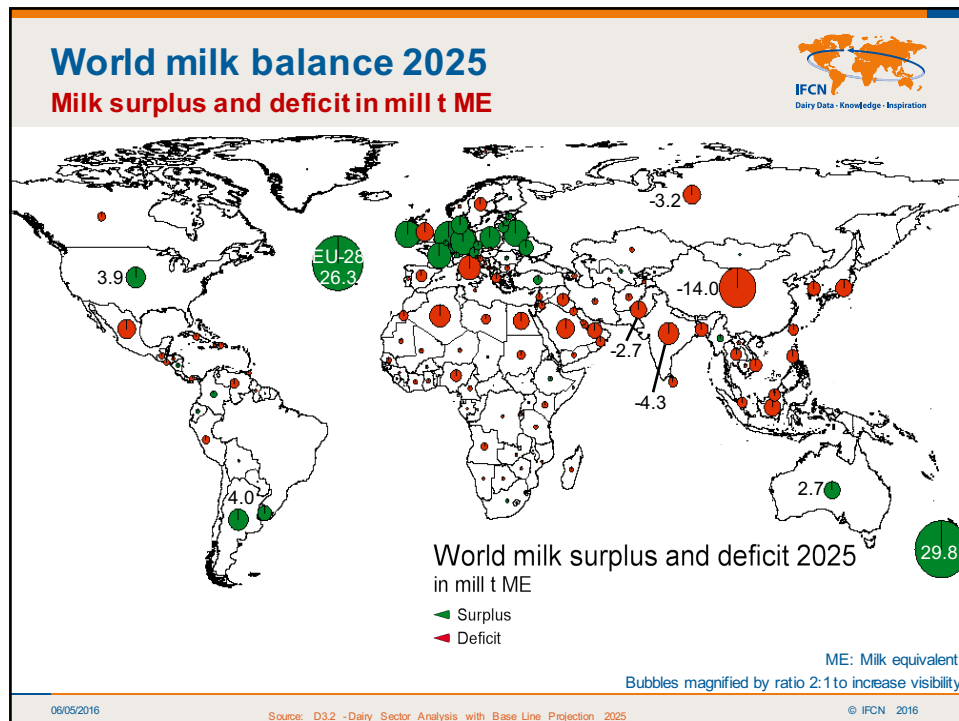 World milk balance 2025
Milk surplus and deficit in mill t ME
IFCN
Dairy Data · Knowledge · Inspiration
-3.2
EU-28
26.3
3.9
-14.0
-2.7
-4.3
4.0
2.7
29.8
World milk surplus and deficit 2025
in mill t ME
Surplus
Deficit
ME: Milk equivalent
Bubbles magnified by ratio 2:1 to increase visibility
06/05/2016
Source: D3.2 - Dairy Sector Analysis with Base Line Projection 2025
© IFCN 2016